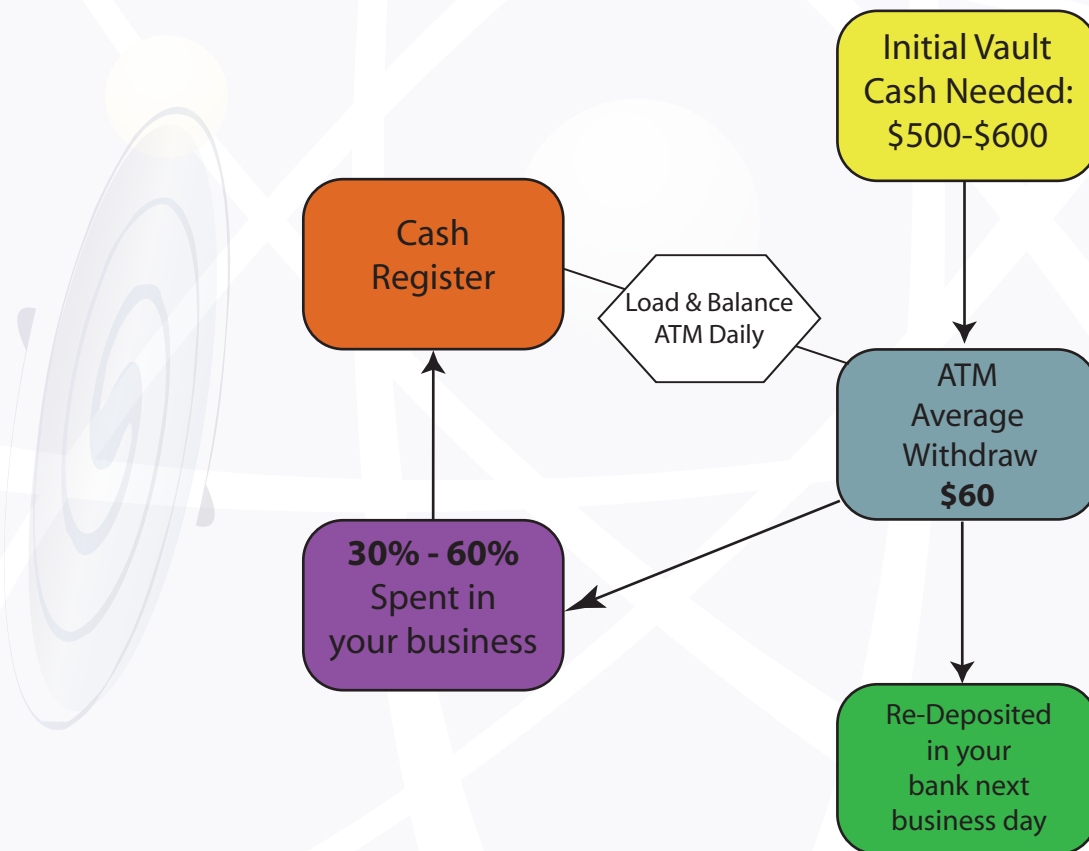 Initial Vault
Cash Needed:
$500-$600
Cash
Register
Load & Balance
ATM Daily
ATM
Average
Withdraw
$60
30% - 60%
Spent in
your business
Re-Deposited
in your
bank next
business day